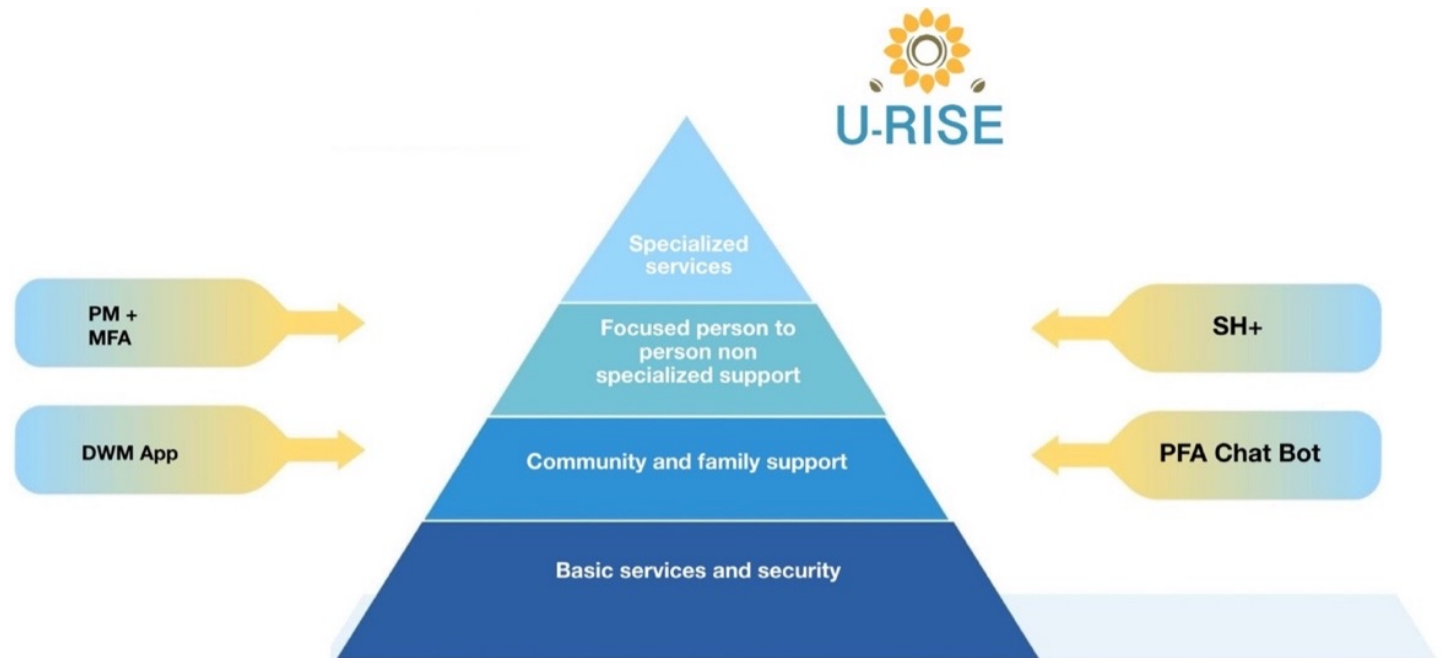 U-RISE
Specialized
services
PM +
MFA
Focused person to
person non
specialized support
SH+
DWM App
Community and family support
PFA Chat Bot
Basic services and security